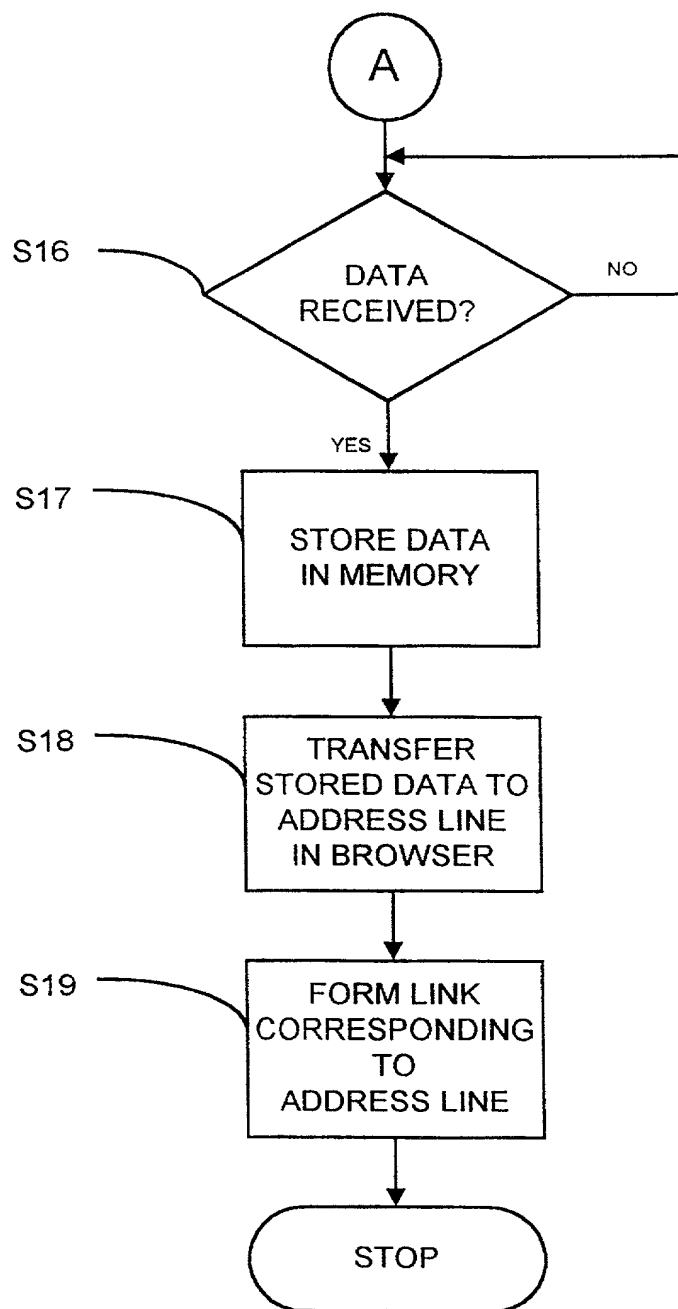 A
S16
DATA
RECEIVED?
NO
YES
S17
STORE DATA
IN MEMORY
S18
TRANSFER
STORED DATA TO
ADDRESS LINE
IN BROWSER
S19
FORM LINK
CORRESPONDING
TO
ADDRESS LINE
STOP